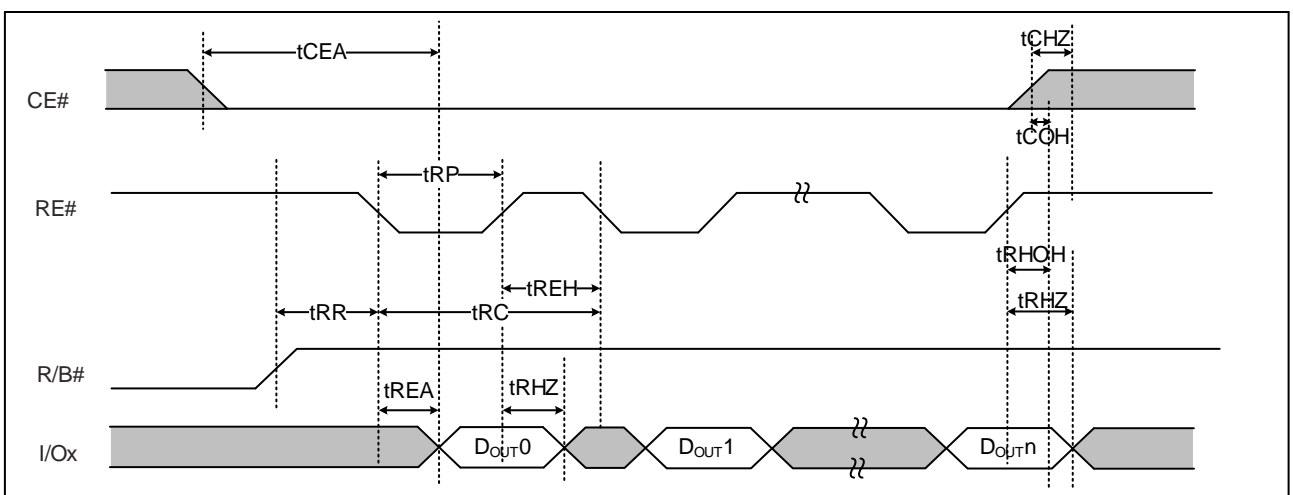 tCEA
tCHZ
CE#
tCOH
tRP
RE#
tRHOH
tREH
tRHZ
tRR
tRC
R/B#
tREA
tRHZ
I/Ox
DOUT0
DOUT1
DOUTn